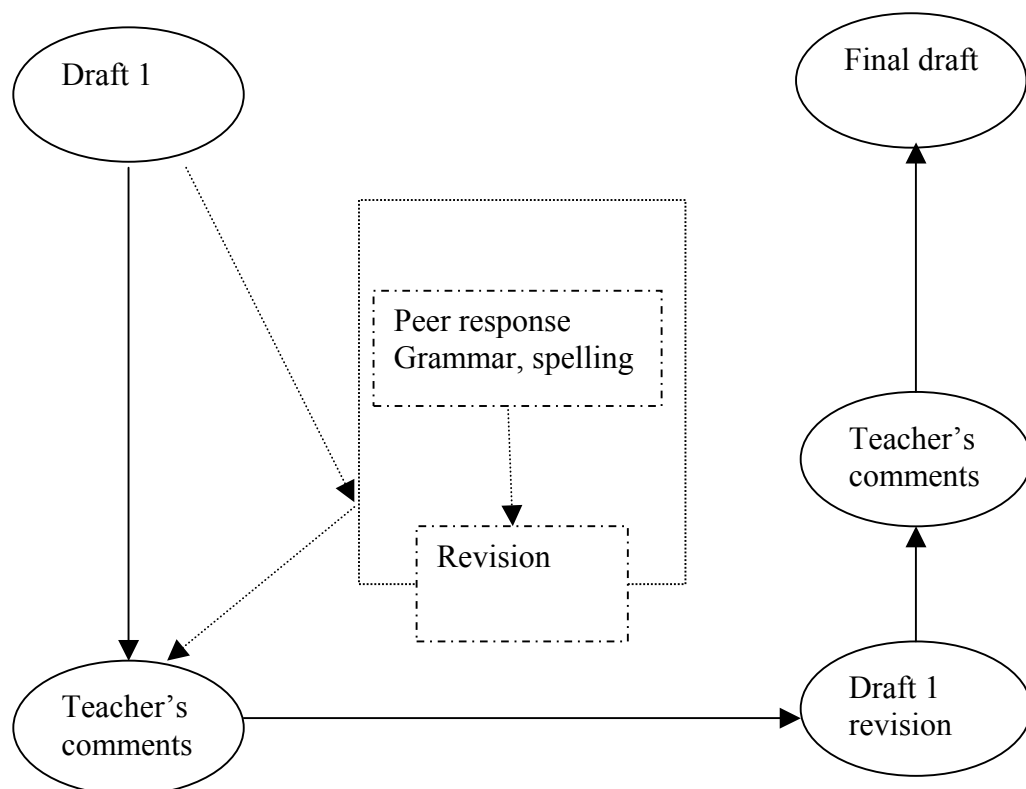 Draft 1
Final draft
Peer response
Grammar, spelling
Teacher’s
comments
Revision
Teacher’s
comments
Draft 1
revision